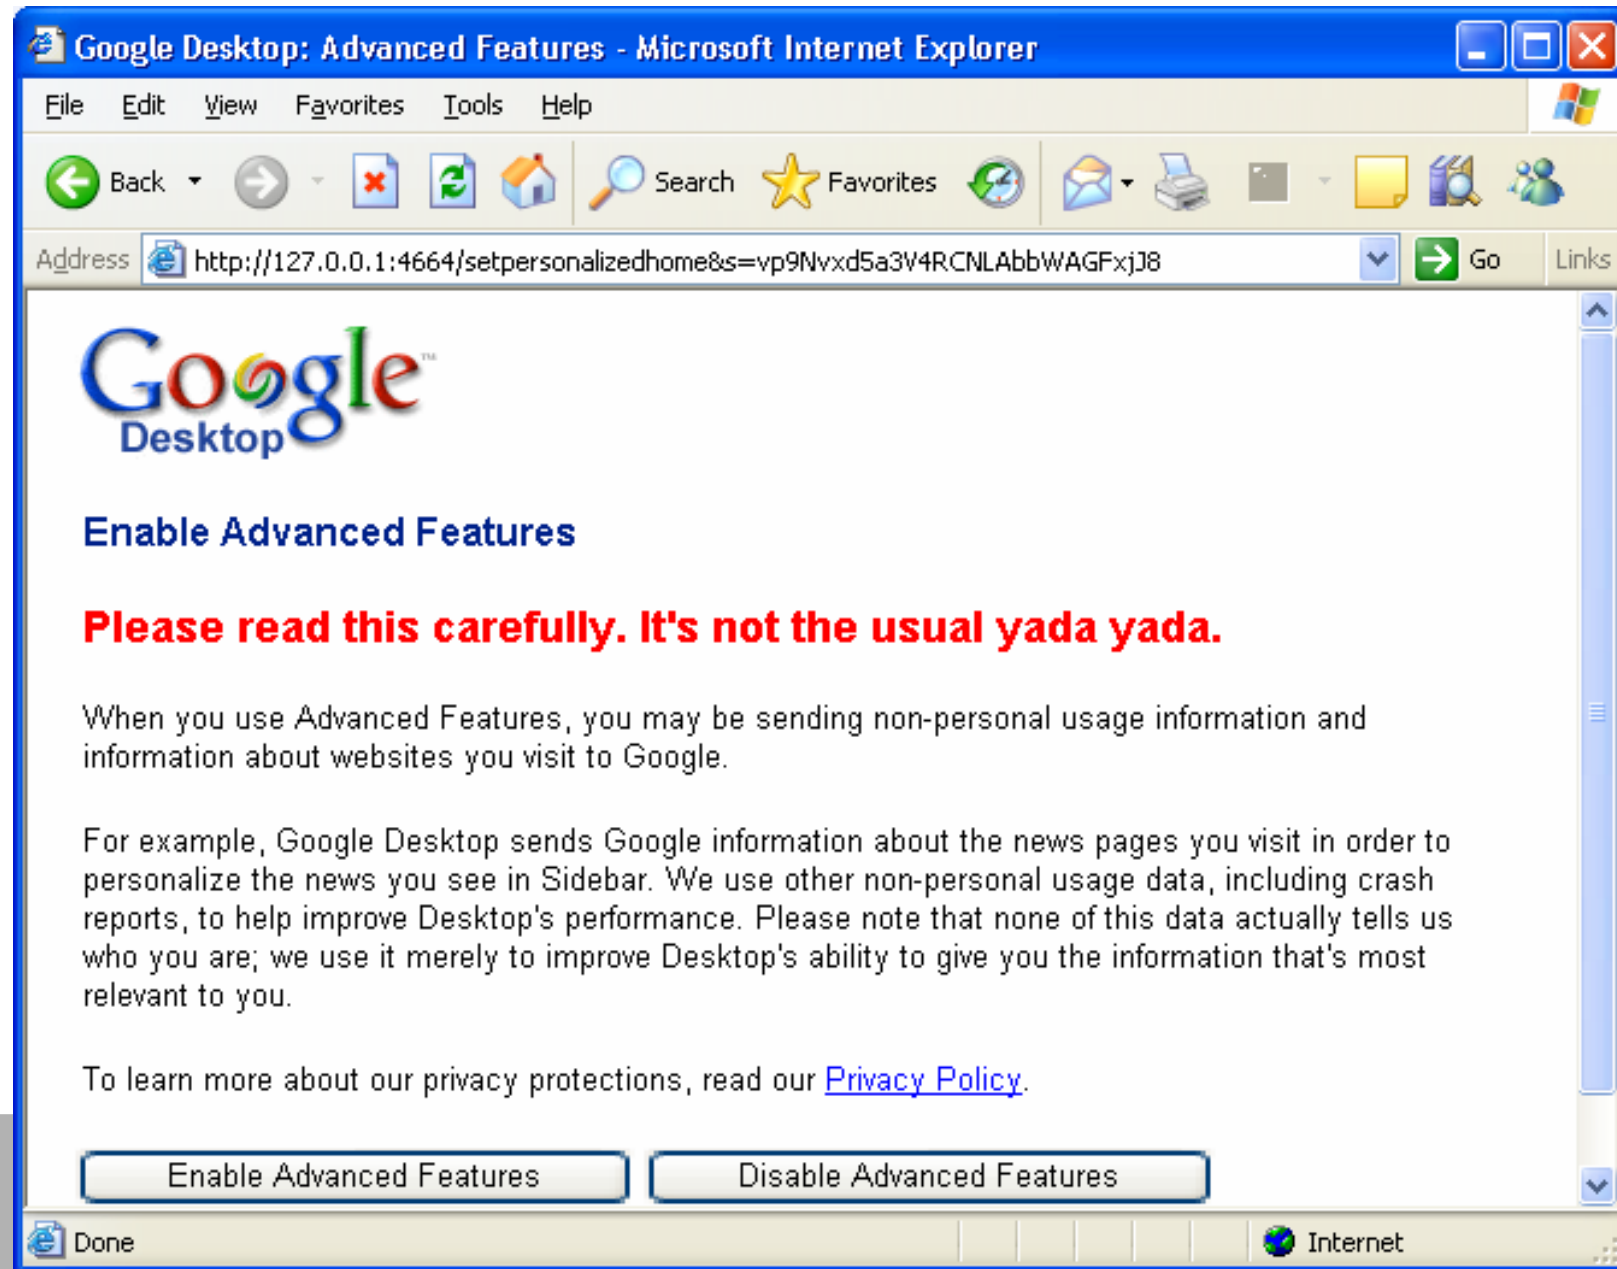 Google Desktop: Advanced Features - Microsoft Internet Explorer
File Edit View Favorites Tools Help
Back Search Favorites
Address http://127.0.0.1:4664/setpersonalizedhome&s=vp9Nvxd5a3V4RCNLAbbWAGFxjJ8 Go Links
Google™
Desktop
Enable Advanced Features
Please read this carefully. It's not the usual yada yada.
When you use Advanced Features, you may be sending non-personal usage information and
information about websites you visit to Google.
For example, Google Desktop sends Google information about the news pages you visit in order to
personalize the news you see in Sidebar. We use other non-personal usage data, including crash
reports, to help improve Desktop's performance. Please note that none of this data actually tells us
who you are; we use it merely to improve Desktop's ability to give you the information that's most
relevant to you.
To learn more about our privacy protections, read our Privacy Policy.
Enable Advanced Features Disable Advanced Features
Done Internet